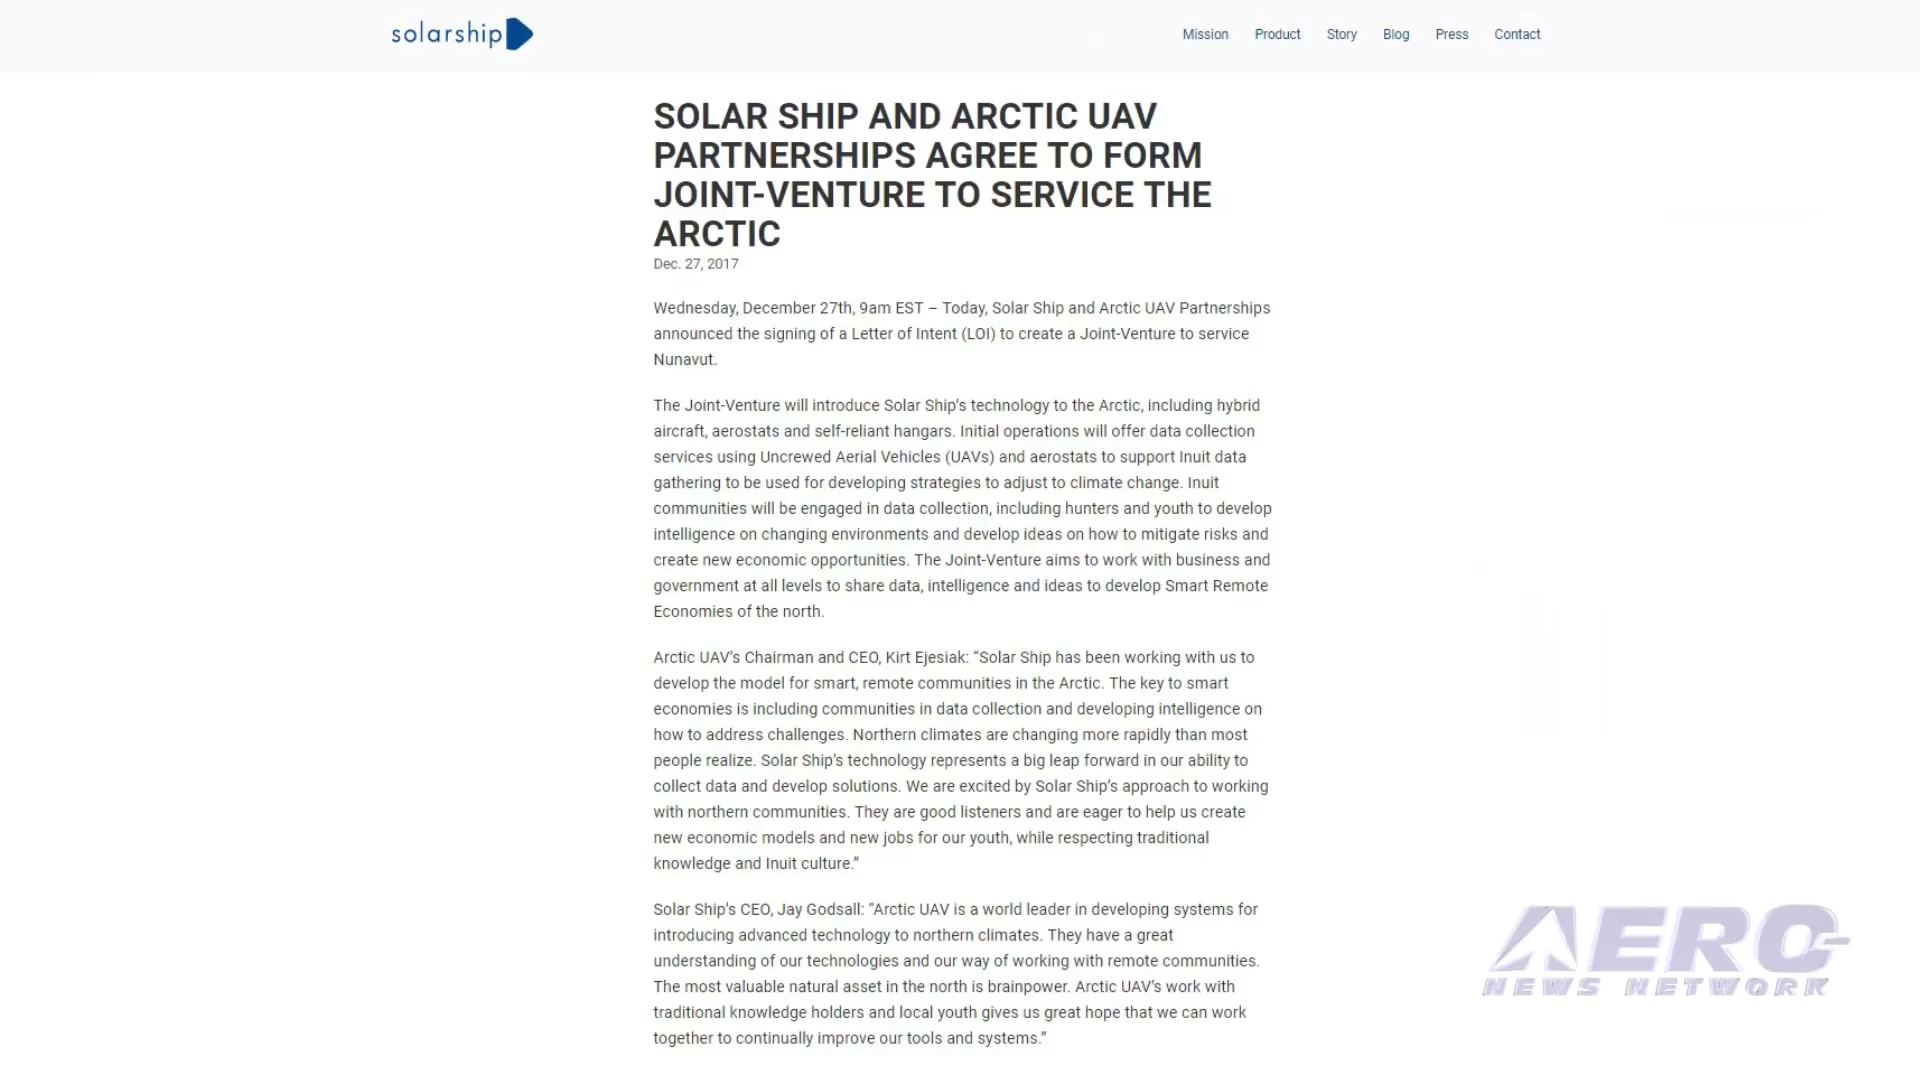 solarship
Mission Product Story Blog Press Contact
SOLAR SHIP AND ARCTIC UAV
PARTNERSHIPS AGREE TO FORM
JOINT-VENTURE TO SERVICE THE
ARCTIC
Dec. 27, 2017
Wednesday, December 27th, 9am EST – Today, Solar Ship and Arctic UAV Partnerships
announced the signing of a Letter of Intent (LOI) to create a Joint-Venture to service
Nunavut.
The Joint-Venture will introduce Solar Ship’s technology to the Arctic, including hybrid
aircraft, aerostats and self-reliant hangars. Initial operations will offer data collection
services using Uncrewed Aerial Vehicles (UAVs) and aerostats to support Inuit data
gathering to be used for developing strategies to adjust to climate change. Inuit
communities will be engaged in data collection, including hunters and youth to develop
intelligence on changing environments and develop ideas on how to mitigate risks and
create new economic opportunities. The Joint-Venture aims to work with business and
government at all levels to share data, intelligence and ideas to develop Smart Remote
Economies of the north.
Arctic UAV’s Chairman and CEO, Kirt Ejesiak: “Solar Ship has been working with us to
develop the model for smart, remote communities in the Arctic. The key to smart
economies is including communities in data collection and developing intelligence on
how to address challenges. Northern climates are changing more rapidly than most
people realize. Solar Ship’s technology represents a big leap forward in our ability to
collect data and develop solutions. We are excited by Solar Ship’s approach to working
with northern communities. They are good listeners and are eager to help us create
new economic models and new jobs for our youth, while respecting traditional
knowledge and Inuit culture.”
Solar Ship’s CEO, Jay Godsall: “Arctic UAV is a world leader in developing systems for
introducing advanced technology to northern climates. They have a great
understanding of our technologies and our way of working with remote communities.
The most valuable natural asset in the north is brainpower. Arctic UAV’s work with
traditional knowledge holders and local youth gives us great hope that we can work
together to continually improve our tools and systems.”
AERO
NEWS NETWORK